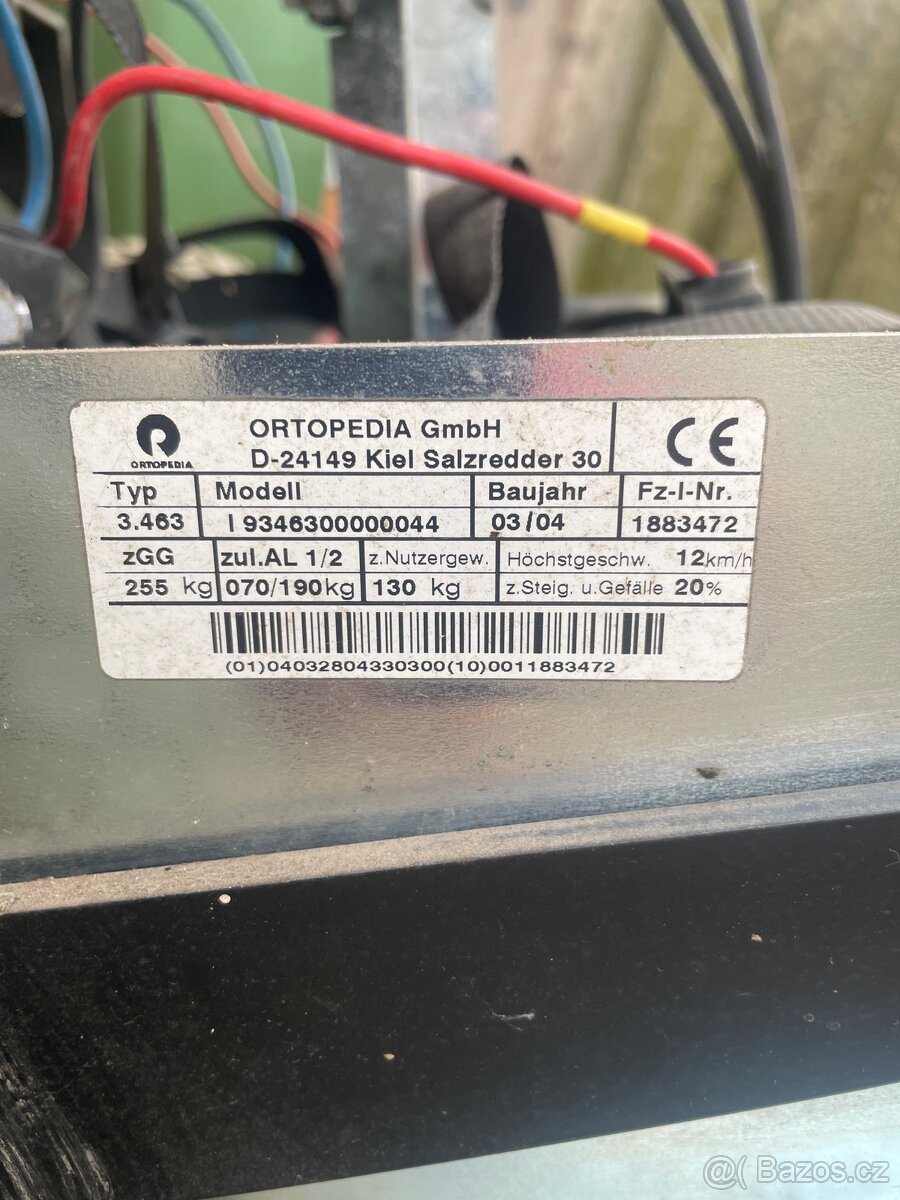 ORTOPEDIA GmbH
D-24149 Kiel Salzredder 30
ORTOPEDIA
CE
Typ Modell Baujahr Fz-I-Nr.
3.463 I 9346300000044 03/04 1883472
zGG zul.AL 1/2 z.Nutzergew. Höchstgeschw. 12km/h
255 kg 070/190kg 130 kg z.Steig. u.Gefälle 20%
(01)04032804330300(10)0011883472
@( Bazos.cz